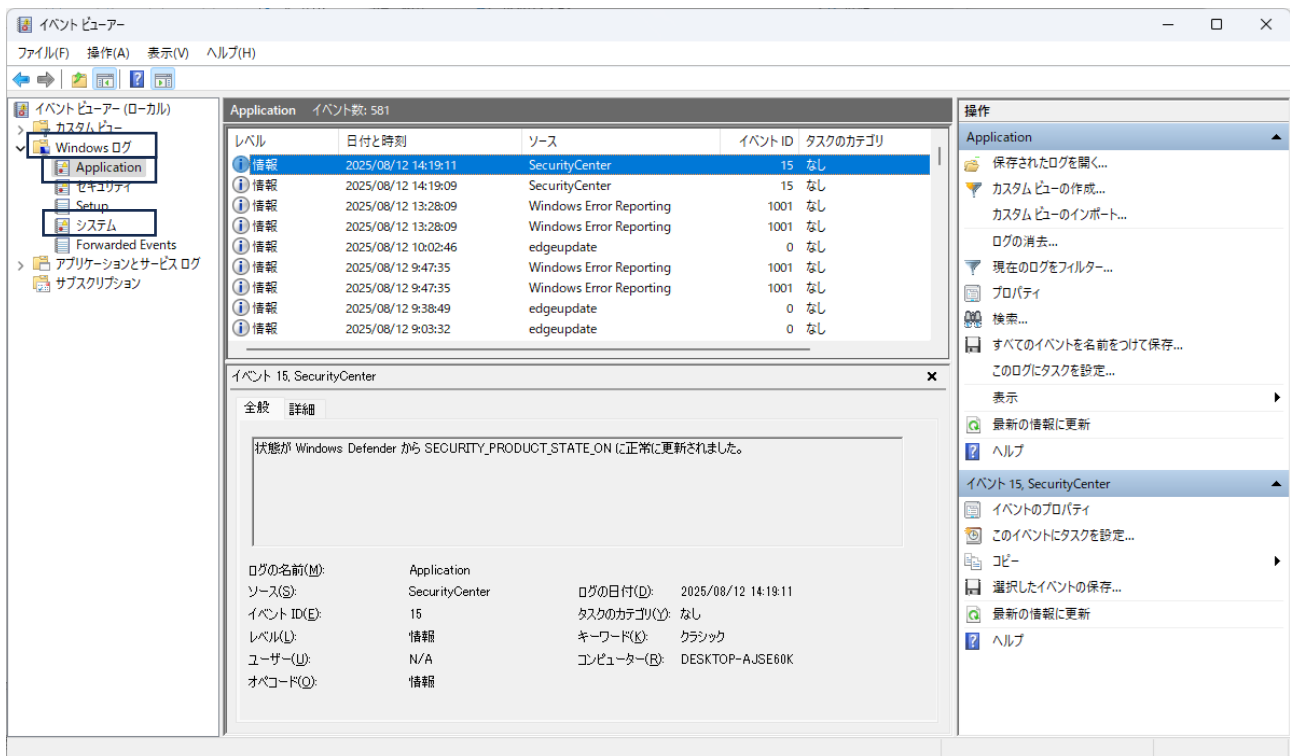 イベント ビューアー
ファイル(F) 操作(A) 表示(V) ヘルプ(H)
イベント ビューアー (ローカル)
カスタム ビュー
Windows ログ
Application
セキュリティ
Setup
システム
Forwarded Events
アプリケーションとサービス ログ
サブスクリプション
Application イベント数: 581
レベル 日付と時刻 ソース イベント ID タスクのカテゴリ
情報 2025/08/12 14:19:11 SecurityCenter 15 なし
情報 2025/08/12 14:19:09 SecurityCenter 15 なし
情報 2025/08/12 13:28:09 Windows Error Reporting 1001 なし
情報 2025/08/12 13:28:09 Windows Error Reporting 1001 なし
情報 2025/08/12 10:02:46 edgeupdate 0 なし
情報 2025/08/12 9:47:35 Windows Error Reporting 1001 なし
情報 2025/08/12 9:47:35 Windows Error Reporting 1001 なし
情報 2025/08/12 9:38:49 edgeupdate 0 なし
情報 2025/08/12 9:03:32 edgeupdate 0 なし
イベント 15, SecurityCenter
全般 詳細
状態が Windows Defender から SECURITY_PRODUCT_STATE_ON に正常に更新されました。
ログの名前(M): Application
ソース(S): SecurityCenter ログの日付(D): 2025/08/12 14:19:11
イベント ID(E): 15 タスクのカテゴリ(Y): なし
レベル(L): 情報 キーワード(K): クラシック
ユーザー(U): N/A コンピューター(R): DESKTOP-AJSE60K
オペコード(O): 情報
操作
Application
保存されたログを開く...
カスタム ビューの作成...
カスタム ビューのインポート...
ログの消去...
現在のログをフィルター...
プロパティ
検索...
すべてのイベントを名前をつけて保存...
このログにタスクを設定...
表示
最新の情報に更新
ヘルプ
イベント 15, SecurityCenter
イベントのプロパティ
このイベントにタスクを設定...
コピー
選択したイベントの保存...
最新の情報に更新
ヘルプ